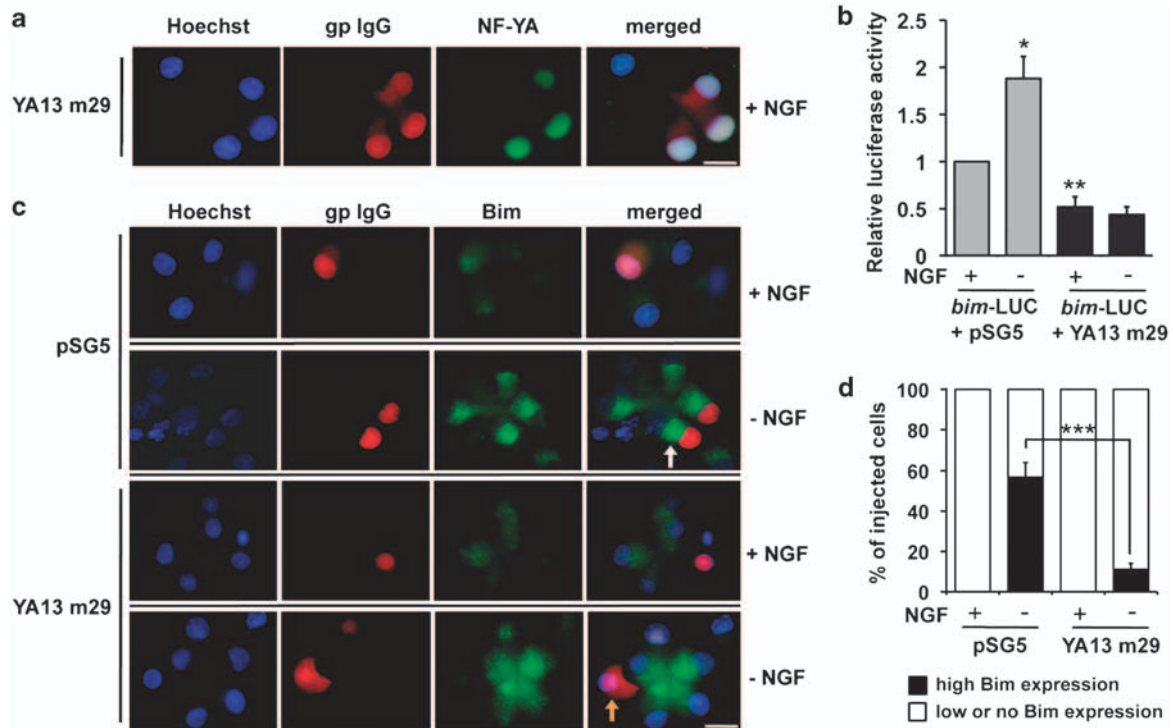 a
Hoechst gp IgG NF-YA merged
YA13 m29
+ NGF
b
Relative luciferase activity
2.5
2
1.5
1
0.5
0
*
**
NGF + - + -
bim-LUC + pSG5
bim-LUC + YA13 m29
c
Hoechst gp IgG Bim merged
pSG5
+ NGF
- NGF
YA13 m29
+ NGF
- NGF
d
% of injected cells
100
80
60
40
20
0
***
NGF + - + -
pSG5 YA13 m29
high Bim expression
low or no Bim expression